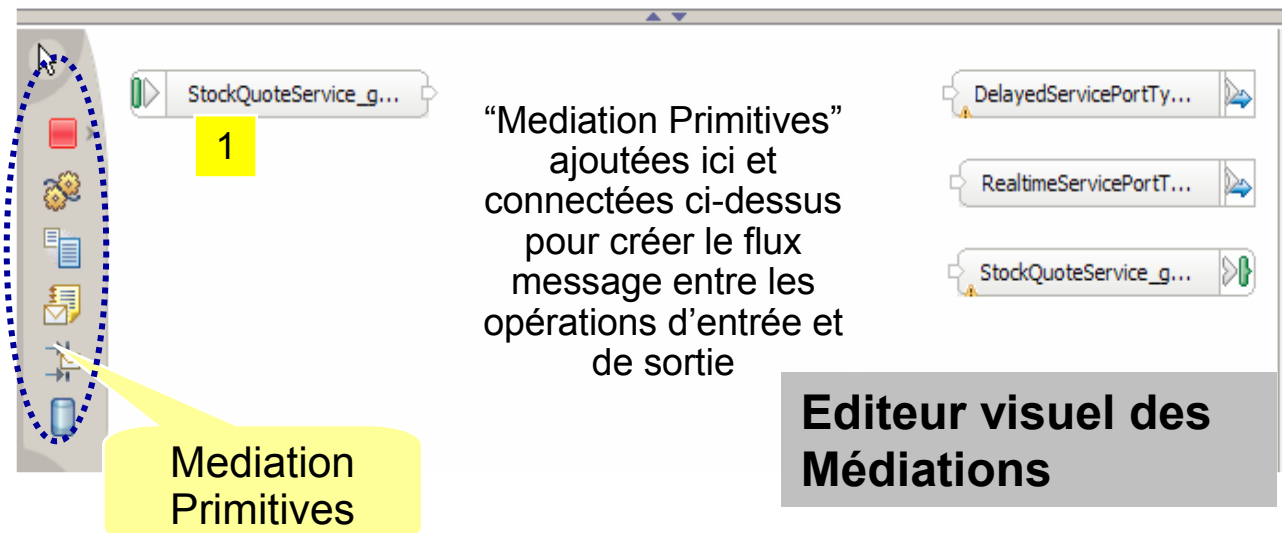 StockQuoteService_g...
1
“Mediation Primitives”
ajoutées ici et
connectées ci-dessus
pour créer le flux
message entre les
opérations d’entrée et
de sortie
DelayedServicePortTy...
RealtimeServicePortT...
StockQuoteService_g...
Editeur visuel des
Médiations
Mediation
Primitives